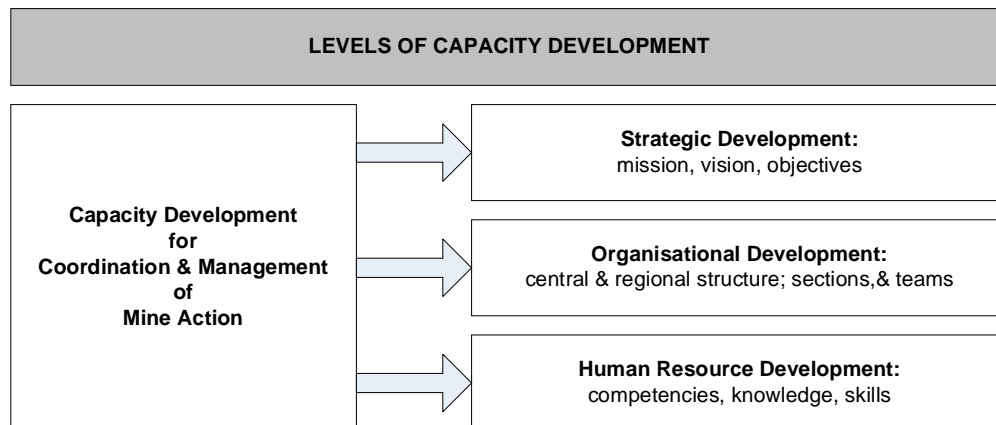 LEVELS OF CAPACITY DEVELOPMENT
Capacity Development
for
Coordination & Management
of
Mine Action
Strategic Development:
mission, vision, objectives
Organisational Development:
central & regional structure; sections,& teams
Human Resource Development:
competencies, knowledge, skills